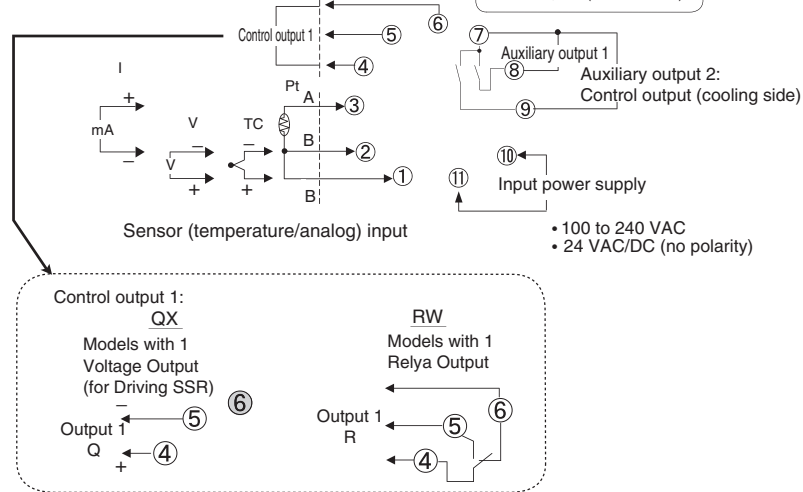 Control output 1
⑥
⑤
④
⑦
Auxiliary output 1
⑧
Auxiliary output 2:
Control output (cooling side)
⑨
I
+
mA
–
V
–
V
+
TC
–
+
Pt
A
③
B
②
①
B
⑩
⑪
Input power supply
• 100 to 240 VAC
• 24 VAC/DC (no polarity)
Sensor (temperature/analog) input
Control output 1:
QX
Models with 1
Voltage Output
(for Driving SSR)
–
⑤
⑥
Output 1
Q
④
+
RW
Models with 1
Relya Output
⑥
Output 1
R
⑤
④